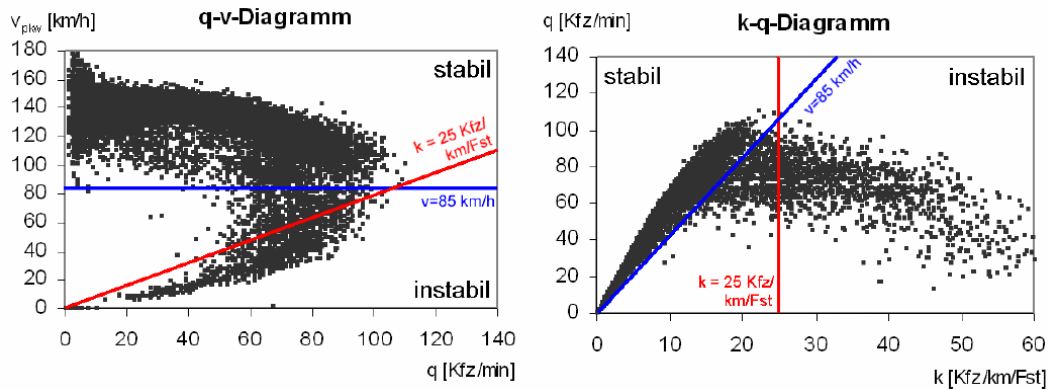 v_pkw [km/h]
q-v-Diagramm
180
160
140
120
100
80
60
40
20
0
stabil
k = 25 Kfz/
km/Fst
v=85 km/h
instabil
0 20 40 60 80 100 120 140
q [Kfz/min]
q [Kfz/min]
k-q-Diagramm
140
120
100
80
60
40
20
0
stabil
instabil
v=85 km/h
k = 25 Kfz/
km/Fst
0 10 20 30 40 50 60
k [Kfz/km/Fst]